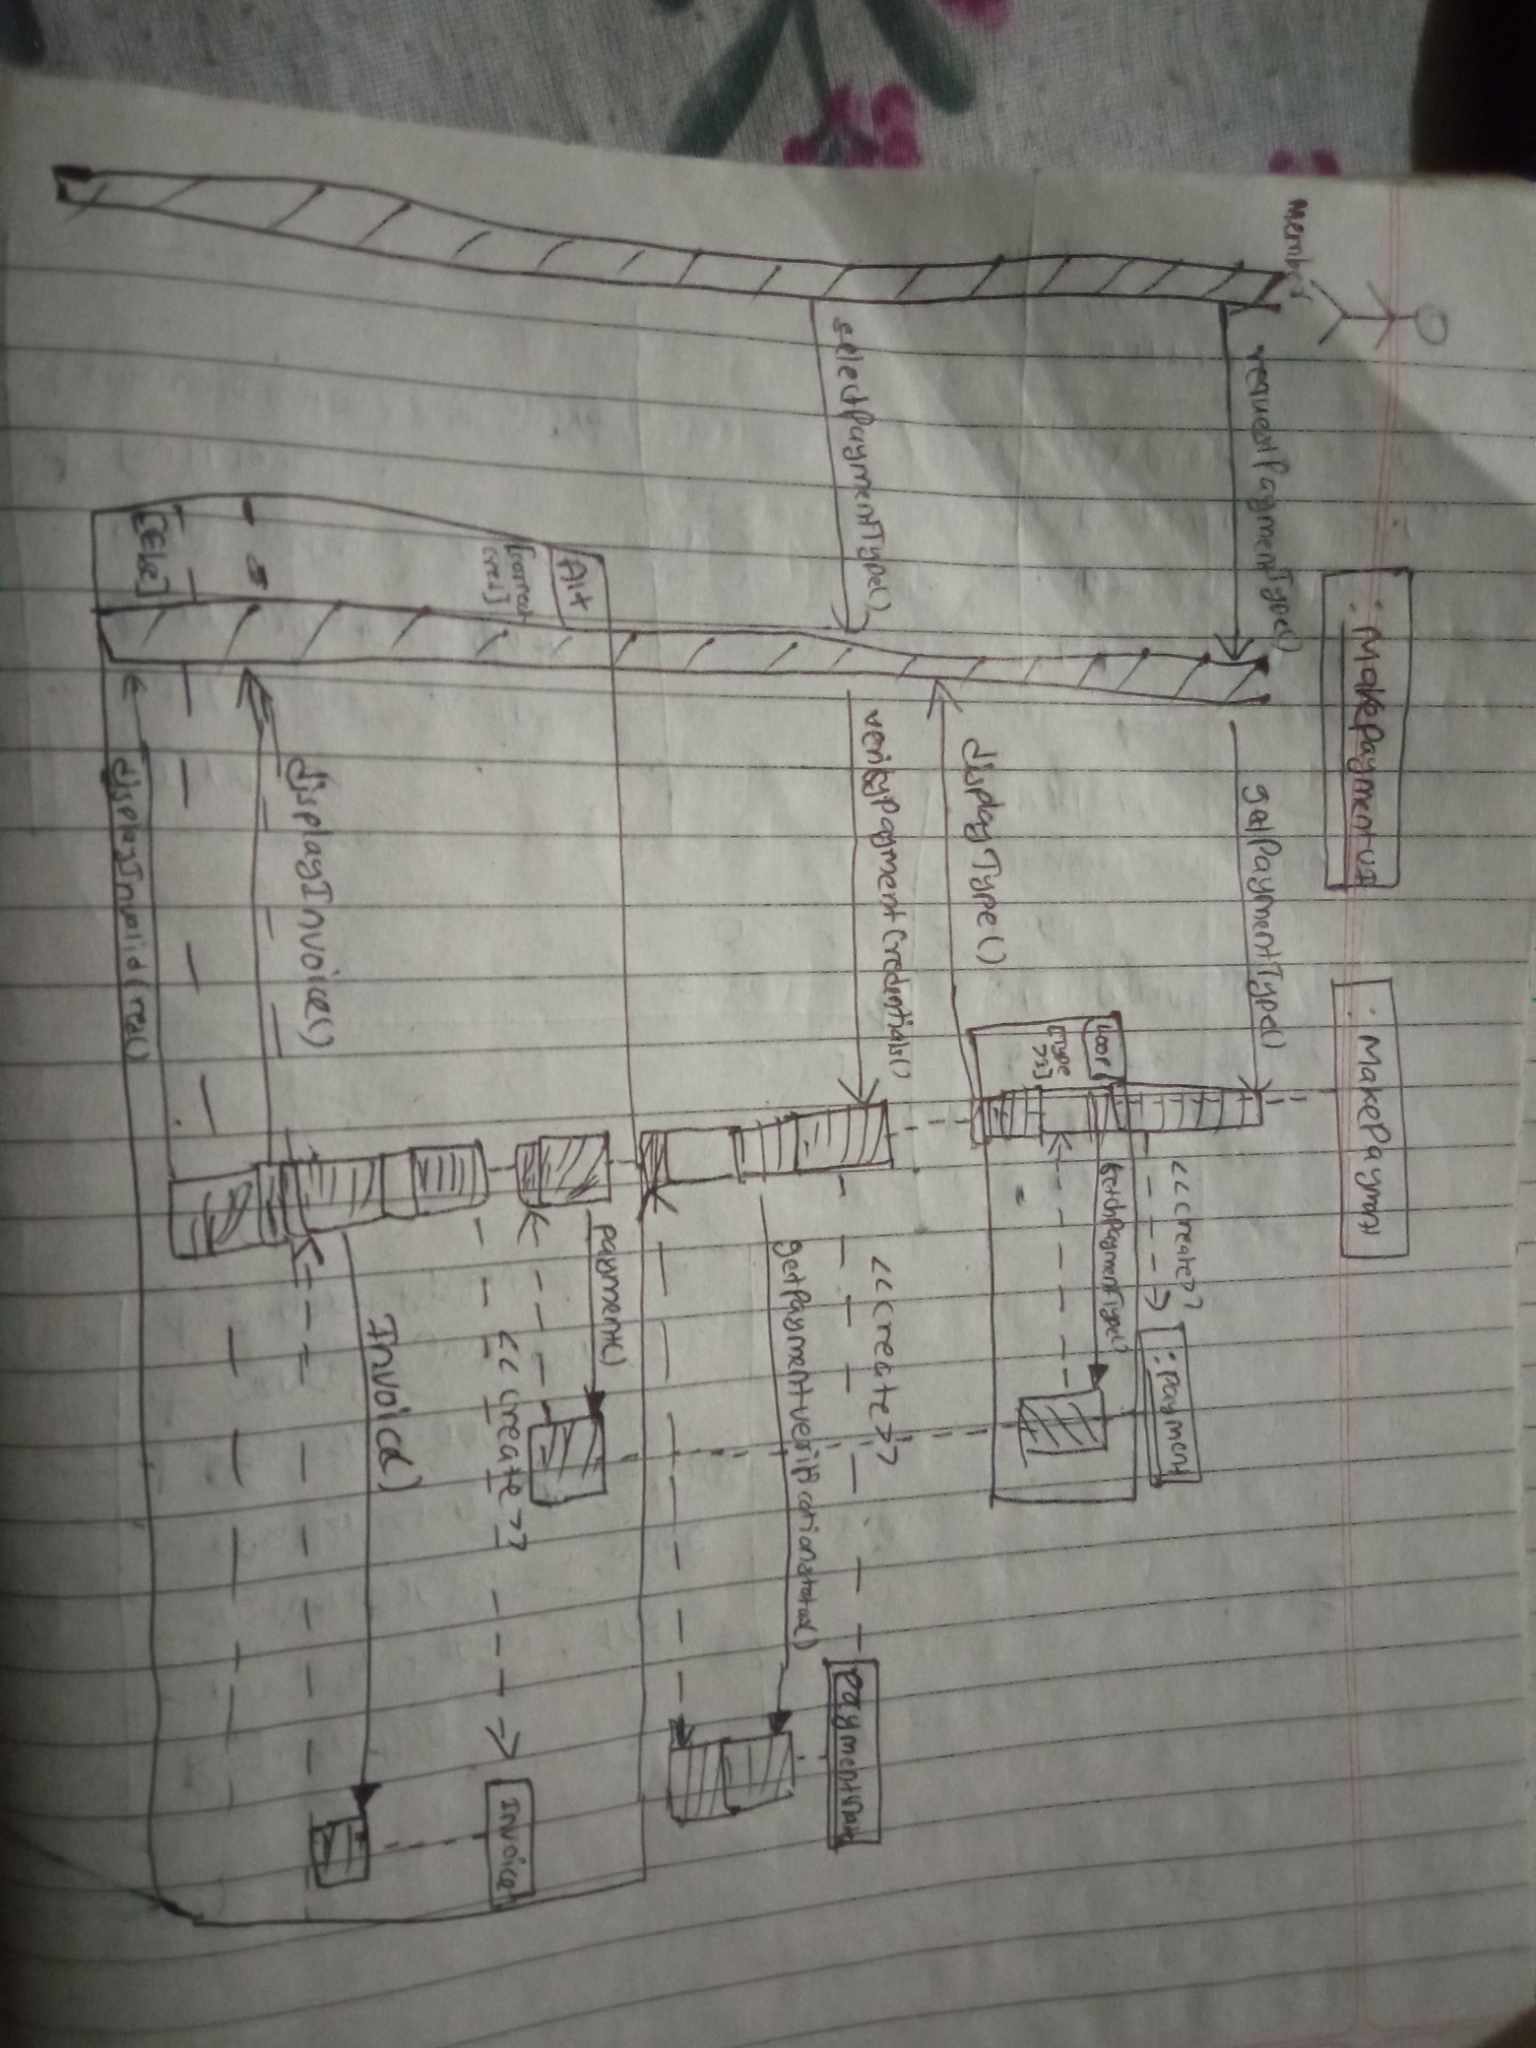 : MakePaymentUI
: MakePayment
Member
requestPaymentType()
getPaymentType()
<<create>>
: payment
Loop
fetchPaymentType()
[Type
displayType()
selectPaymentType()
verifyPaymentCredentials()
<<create>>
getPaymentverificationstatus()
Alt
payment()
[correct
cred]
<<create>>
Invoice
Invoice()
displayInvoice()
[Else]
displayInvalidCred()